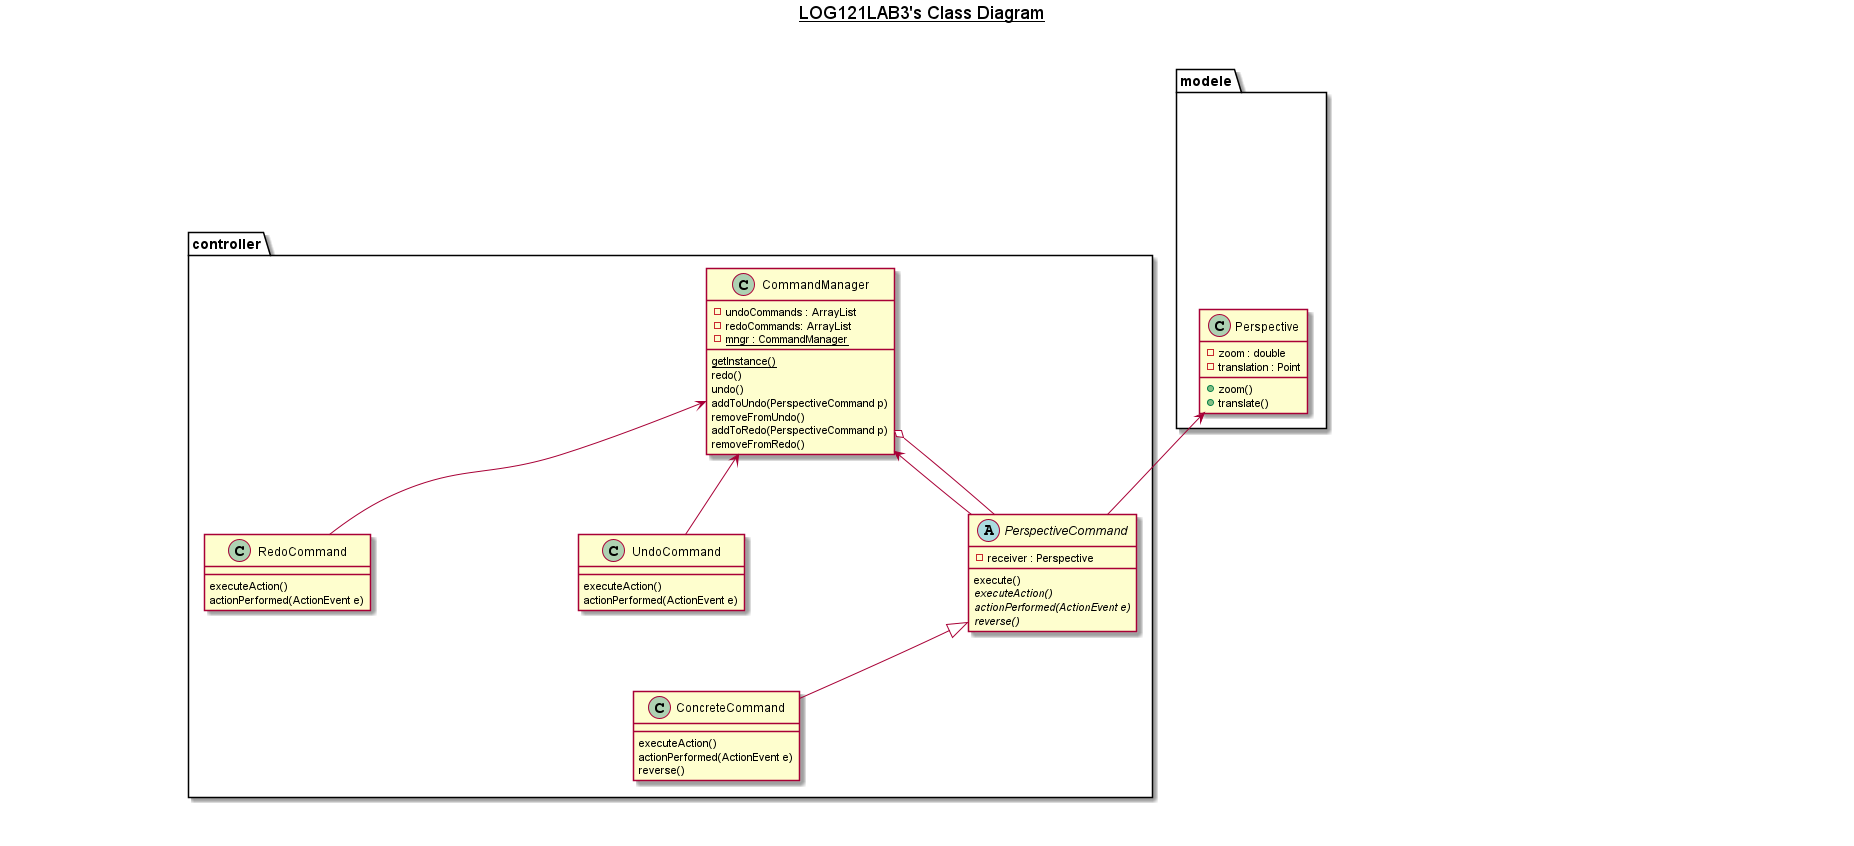 LOG121LAB3's Class Diagram
modele
controller
C CommandManager
undoCommands : ArrayList
redoCommands: ArrayList
mngr : CommandManager
getInstance()
redo()
undo()
addToUndo(PerspectiveCommand p)
removeFromUndo()
addToRedo(PerspectiveCommand p)
removeFromRedo()
C Perspective
zoom : double
translation : Point
zoom()
translate()
C RedoCommand
executeAction()
actionPerformed(ActionEvent e)
C UndoCommand
executeAction()
actionPerformed(ActionEvent e)
A PerspectiveCommand
receiver : Perspective
execute()
executeAction()
actionPerformed(ActionEvent e)
reverse()
C ConcreteCommand
executeAction()
actionPerformed(ActionEvent e)
reverse()